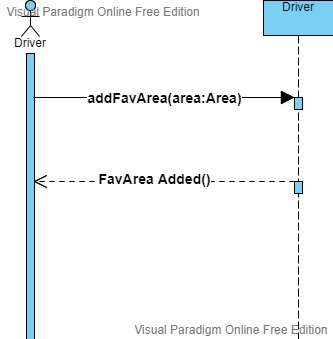 Visual Paradigm Online Free Edition
Driver
Driver
addFavArea(area:Area)
FavArea Added()
Visual Paradigm Online Free Edition